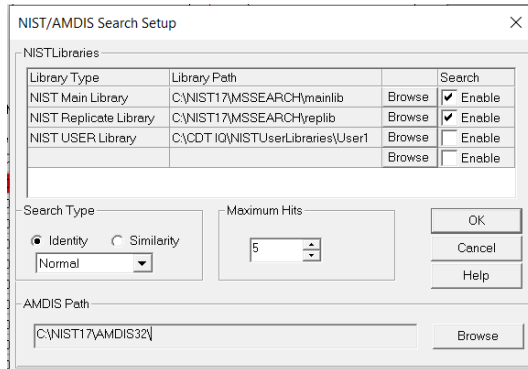 NIST/AMDIS Search Setup
NISTLibraries
Library Type Library Path Search
NIST Main Library C:\NIST17\MSSEARCH\mainlib Browse Enable
NIST Replicate Library C:\NIST17\MSSEARCH\replib Browse Enable
NIST USER Library C:\CDT IQ\NISTUserLibraries\User1 Browse Enable
Browse Enable
Search Type Maximum Hits
OK
Identity Similarity 5
Cancel
Normal
Help
AMDIS Path
C:\NIST17\AMDIS32\ Browse